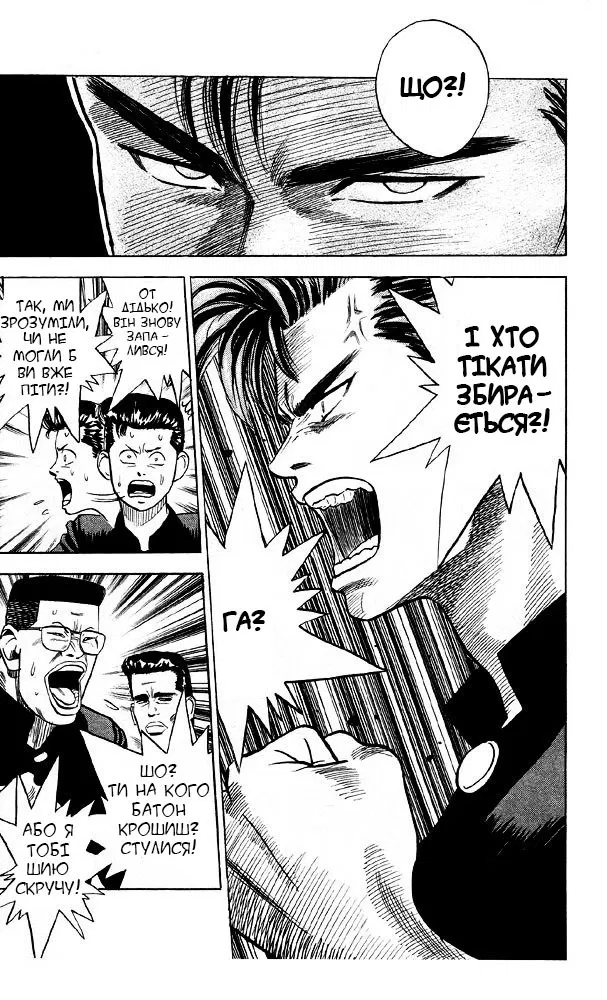 ЩО?!
І ХТО
ТІКАТИ
ЗБИРА-
ЄТЬСЯ?!
ГА?
ОТ
ДІДЬКО!
ВІН ЗНОВУ
ЗАПА-
ЛИВСЯ!
ТАК, МИ
ЗРОЗУМІЛИ,
ЧИ НЕ
МОГЛИ Б
ВИ ВЖЕ
ПІТИ?!
ШО?
ТИ НА КОГО
БАТОН
КРОШИШ?
СТУЛИСЯ!
АБО Я
ТОБІ
ШИЮ
СКРУЧУ!